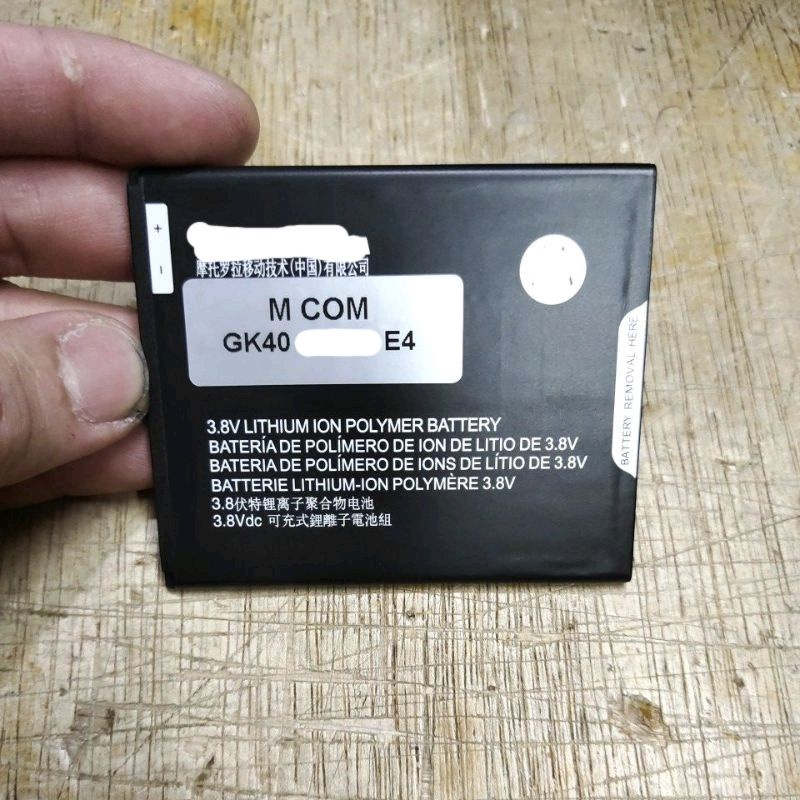 +
-
摩托罗拉移动技术(中国)有限公司
M COM
GK40 E4
3.8V LITHIUM ION POLYMER BATTERY
BATERÍA DE POLÍMERO DE ION DE LITIO DE 3.8V
BATERIA DE POLÍMERO DE IONS DE LÍTIO DE 3.8V
BATTERIE LITHIUM-ION POLYMÈRE 3.8V
3.8伏特锂离子聚合物电池
3.8Vdc 可充式鋰離子電池組
BATTERY REMOVAL HERE